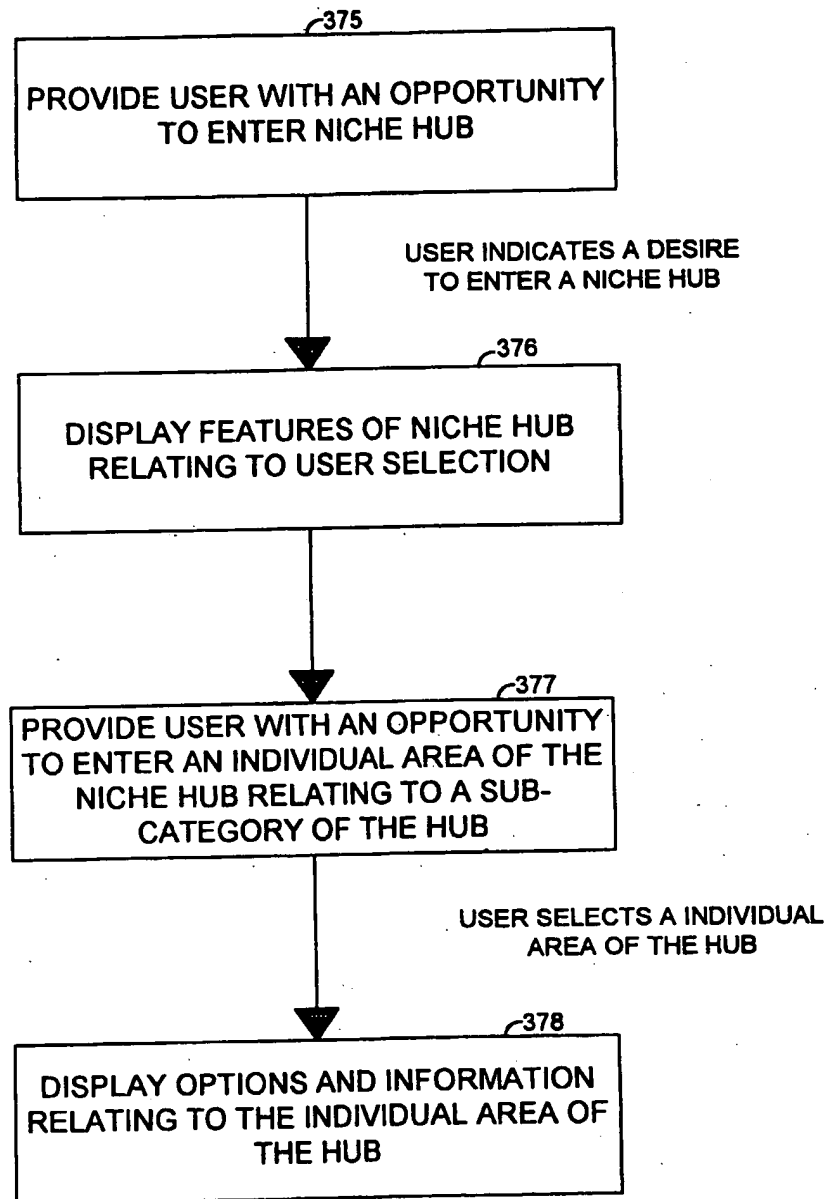 375
PROVIDE USER WITH AN OPPORTUNITY
TO ENTER NICHE HUB
USER INDICATES A DESIRE
TO ENTER A NICHE HUB
376
DISPLAY FEATURES OF NICHE HUB
RELATING TO USER SELECTION
377
PROVIDE USER WITH AN OPPORTUNITY
TO ENTER AN INDIVIDUAL AREA OF THE
NICHE HUB RELATING TO A SUB-
CATEGORY OF THE HUB
USER SELECTS A INDIVIDUAL
AREA OF THE HUB
378
DISPLAY OPTIONS AND INFORMATION
RELATING TO THE INDIVIDUAL AREA OF
THE HUB